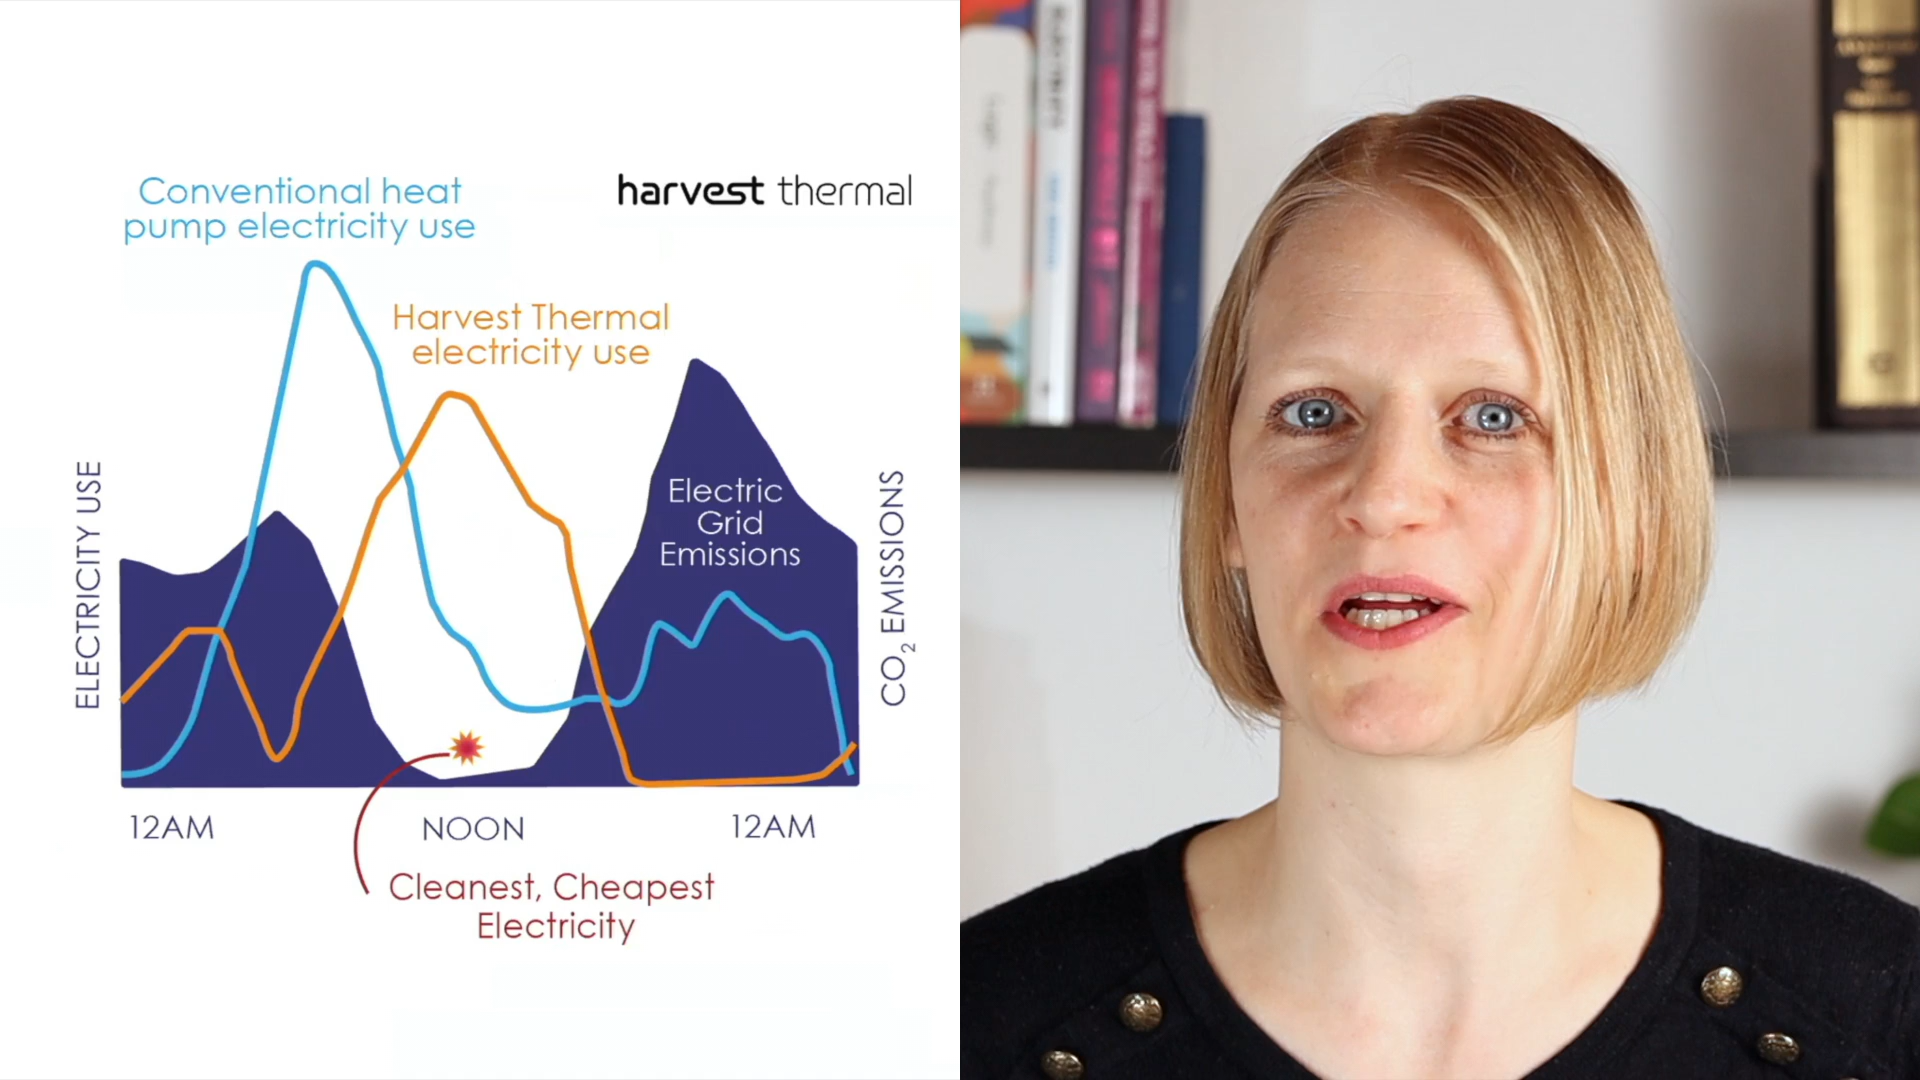 Conventional heat
pump electricity use
harvest thermal
Harvest Thermal
electricity use
ELECTRICITY USE
Electric
Grid
Emissions
CO2 EMISSIONS
12AM
NOON
12AM
Cleanest, Cheapest
Electricity